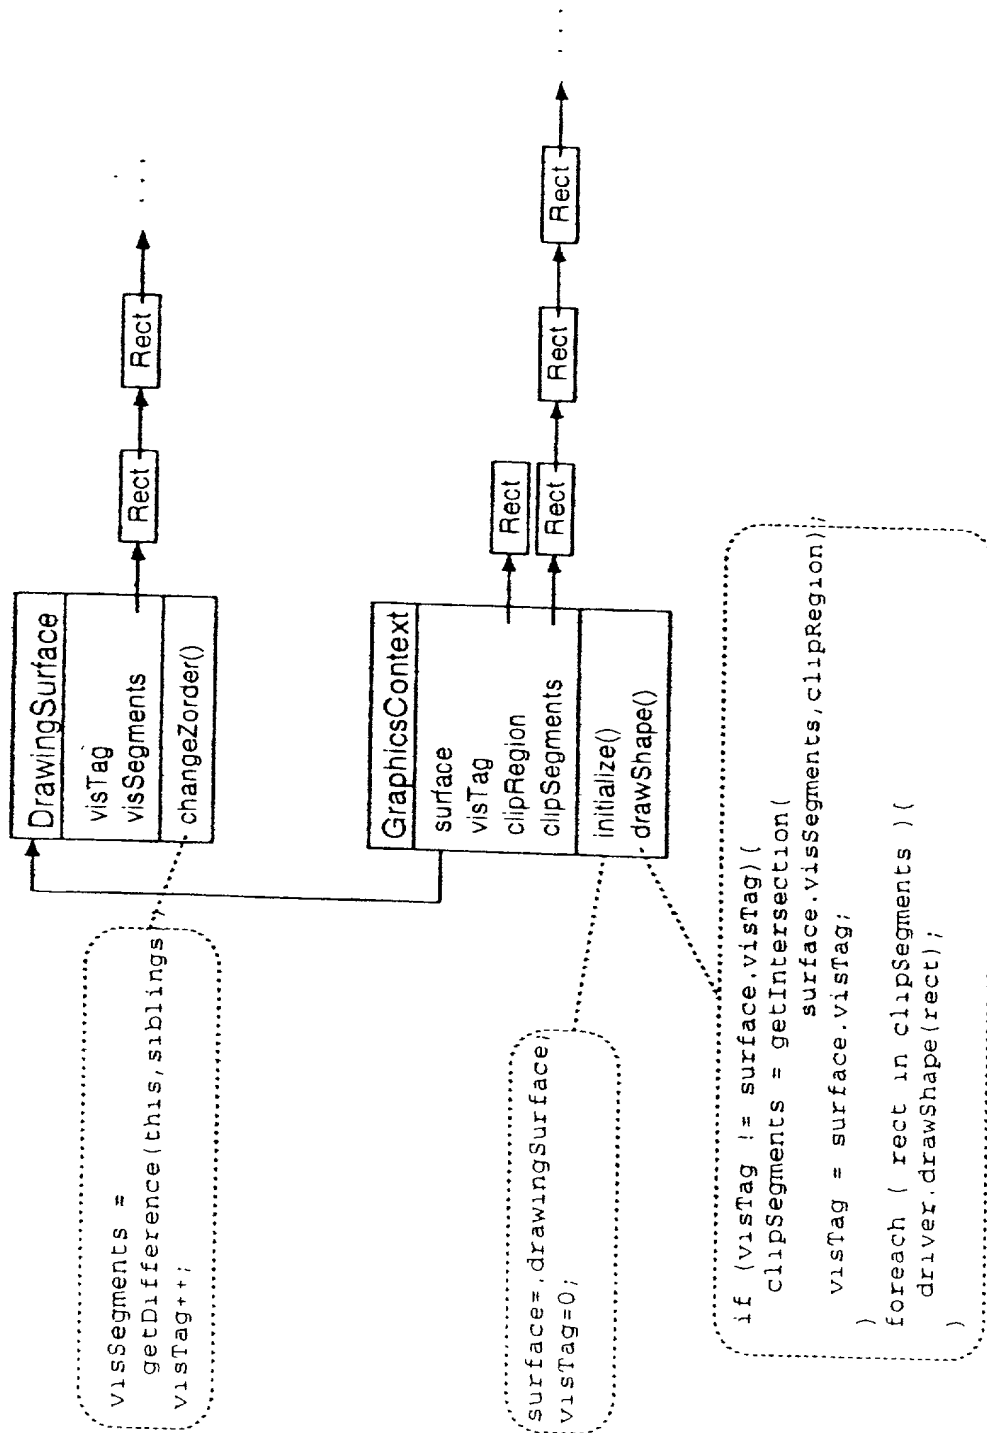 DrawingSurface
visTag
visSegments
changeZorder()
Rect
Rect
...
visSegments =
getDifference(this,siblings)
visTag++;
GraphicsContext
surface
visTag
clipRegion
clipSegments
initialize()
drawShape()
Rect
Rect
Rect
Rect
...
surface=.drawingSurface;
visTag=0;
if (visTag != surface.visTag)(
clipSegments = getIntersection(
surface.visSegments,clipRegion);
visTag = surface.visTag;
)
foreach ( rect in clipSegments )(
driver.drawShape(rect);
)